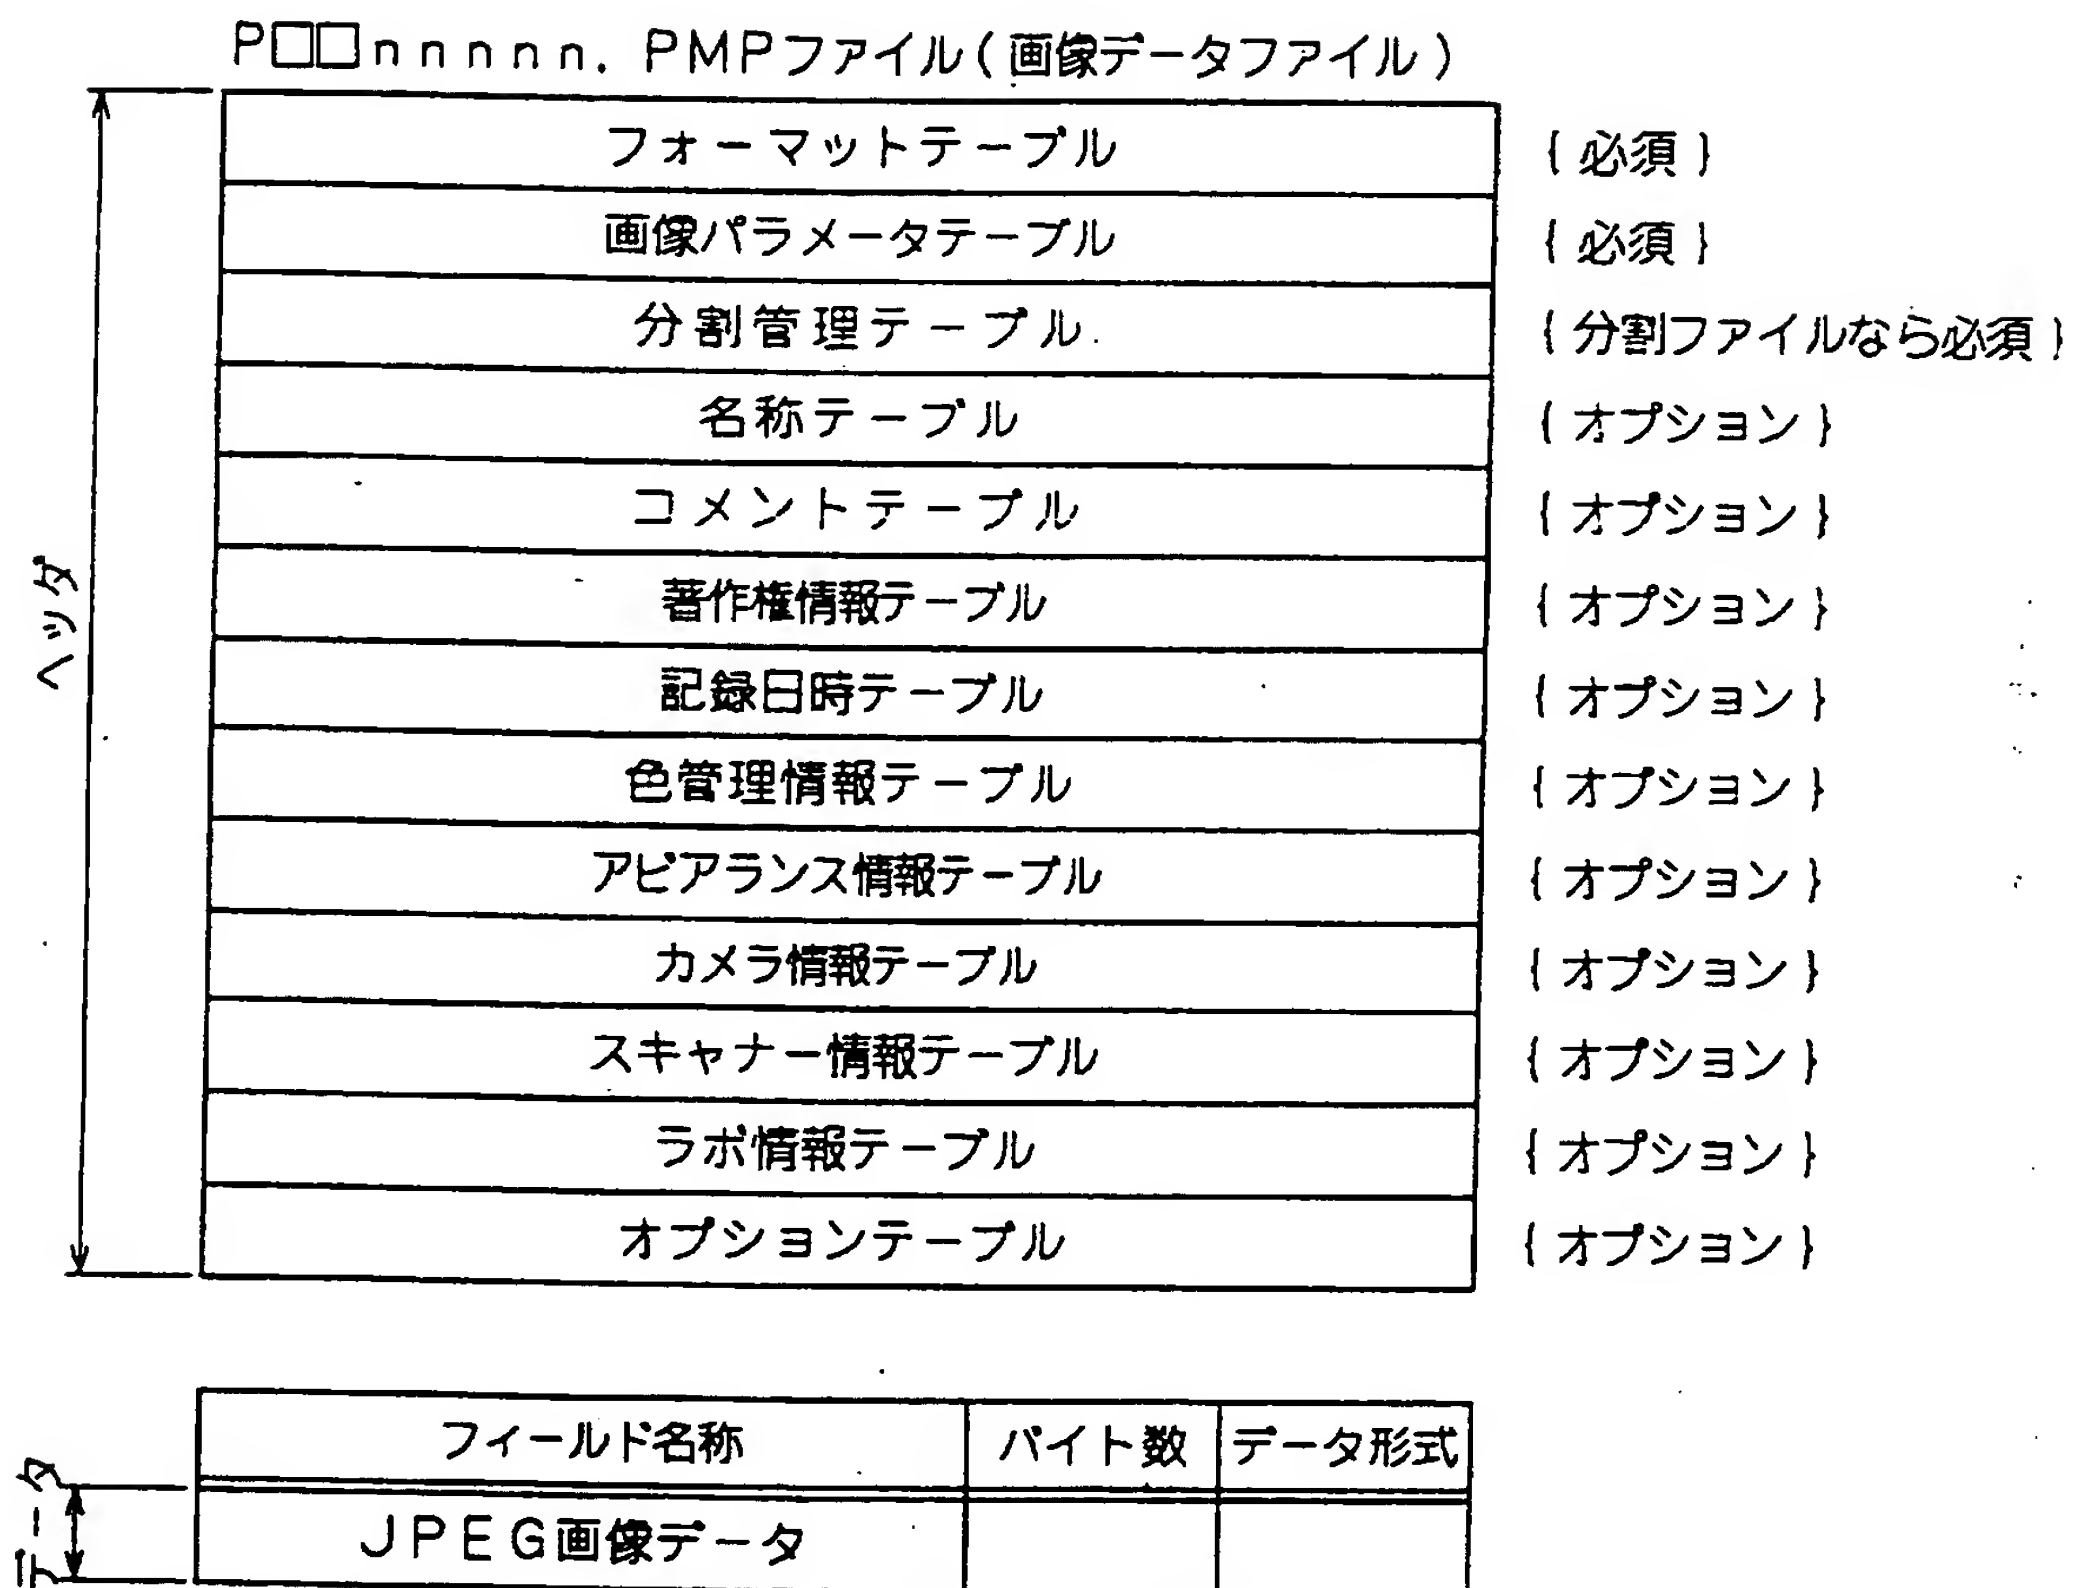 P□□nnnnn. PMPファイル(画像データファイル)
フォーマットテーブル {必須}
画像パラメータテーブル {必須}
分割管理テーブル {分割ファイルなら必須}
名称テーブル {オプション}
コメントテーブル {オプション}
著作権情報テーブル {オプション}
記録日時テーブル {オプション}
色管理情報テーブル {オプション}
アピアランス情報テーブル {オプション}
カメラ情報テーブル {オプション}
スキャナー情報テーブル {オプション}
ラボ情報テーブル {オプション}
オプションテーブル {オプション}
ヘッダ
フィールド名称 バイト数 データ形式
JPEG画像データ
データ